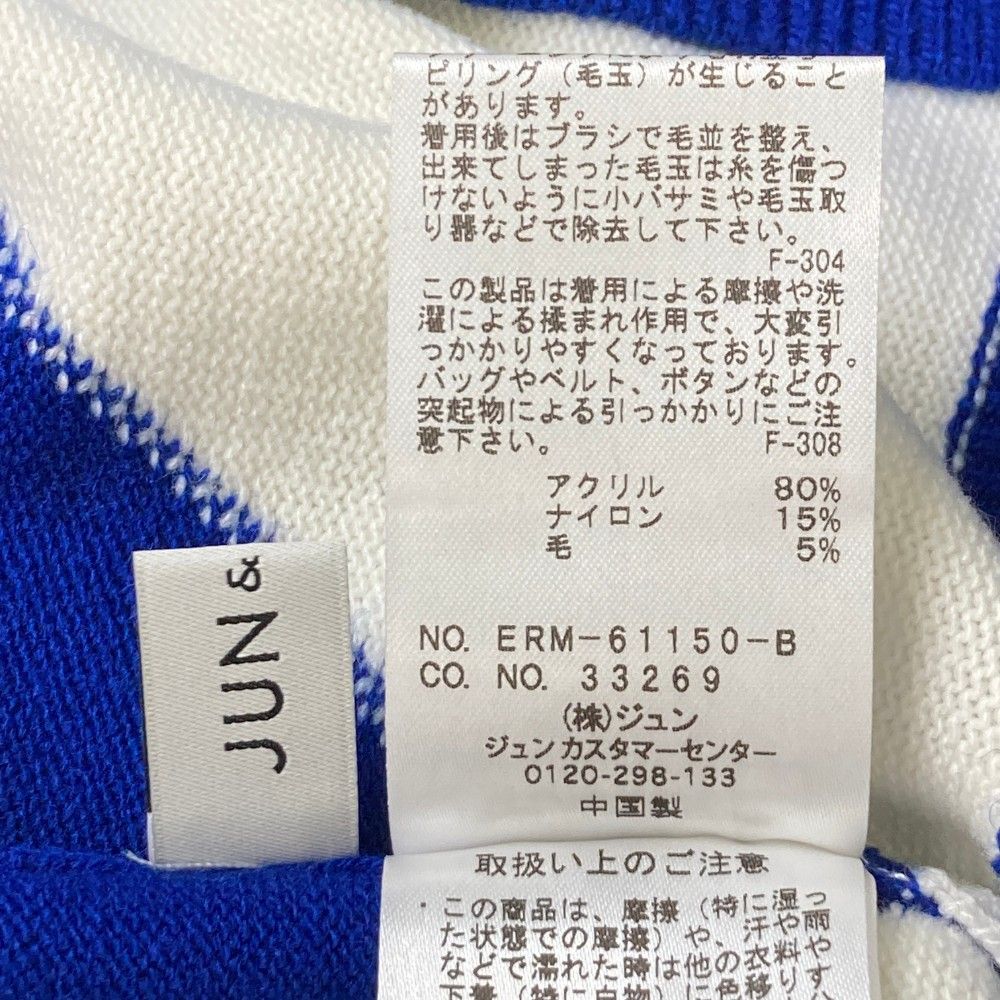 ピリング（毛玉）が生じること
があります。
着用後はブラシで毛並を整え、
出来てしまった毛玉は糸を傷つ
けないように小バサミや毛玉取
り器などで除去して下さい。
F-304
この製品は着用による摩擦や洗
濯による揉まれ作用で、大変引
っかかりやすくなっております。
バッグやベルト、ボタンなどの
突起物による引っかかりにご注
意下さい。 F-308
アクリル 80%
ナイロン 15%
毛 5%
NO. ERM-61150-B
CO. NO. 33269
(株)ジュン
ジュンカスタマーセンター
0120-298-133
中国製
JUN &
取扱い上のご注意
・この商品は、摩擦（特に湿っ
た状態での摩擦）や、汗や雨
などで濡れた時は他の衣料や